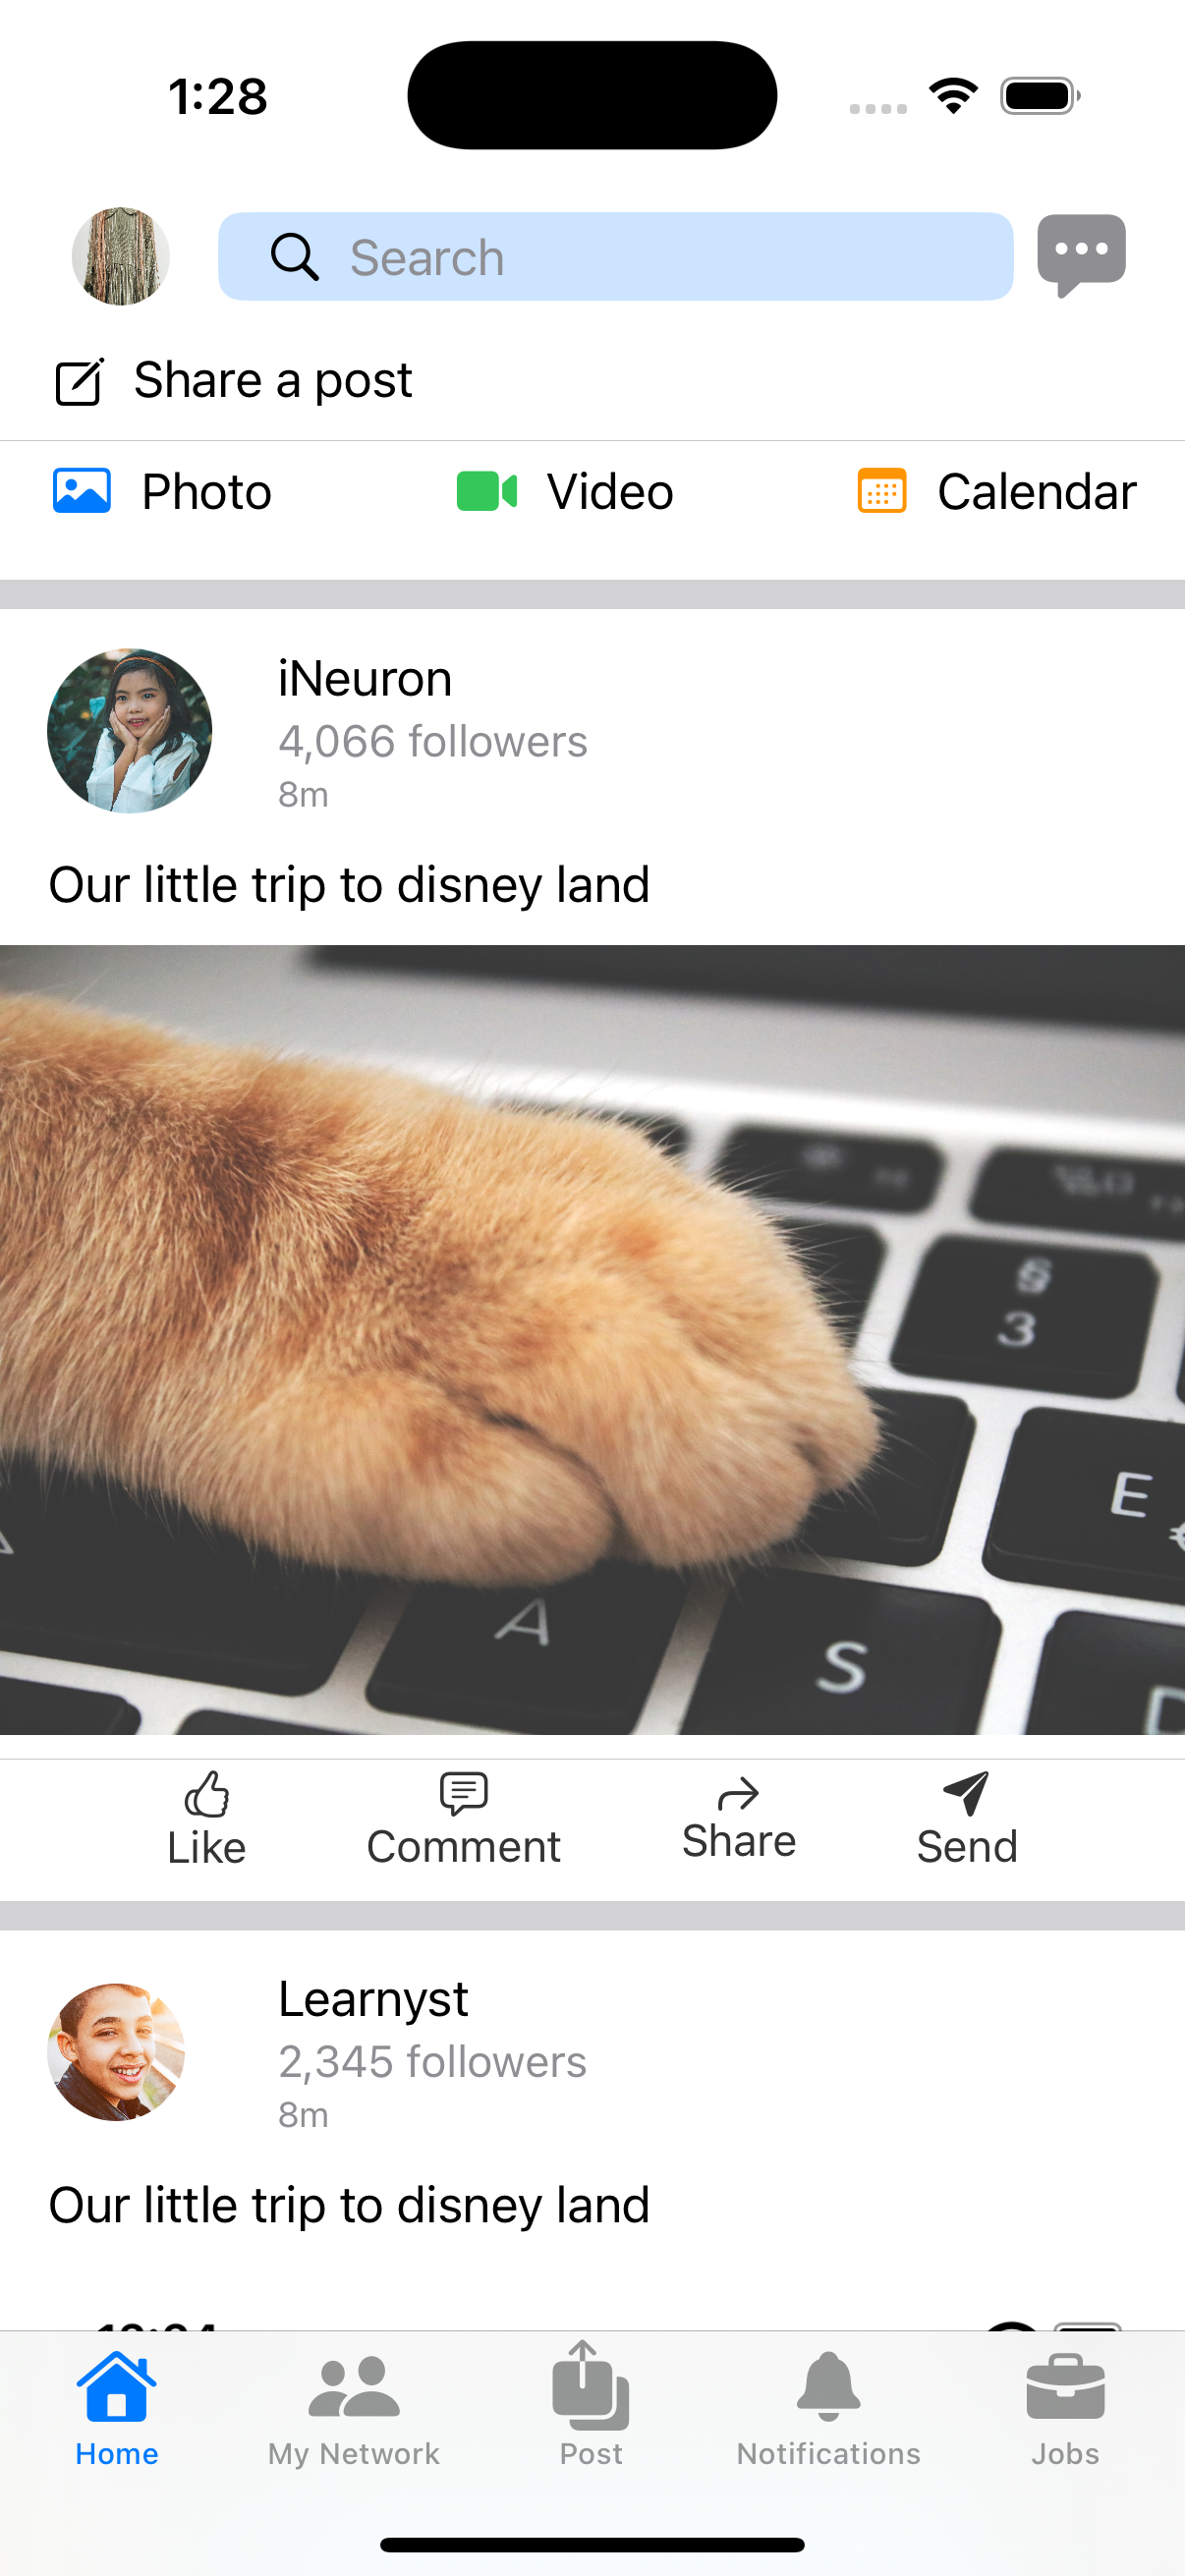 1:28
Search
Share a post
Photo Video Calendar
iNeuron
4,066 followers
8m
Our little trip to disney land
3
E
A
S
D
Like Comment Share Send
Learnyst
2,345 followers
8m
Our little trip to disney land
Home My Network Post Notifications Jobs